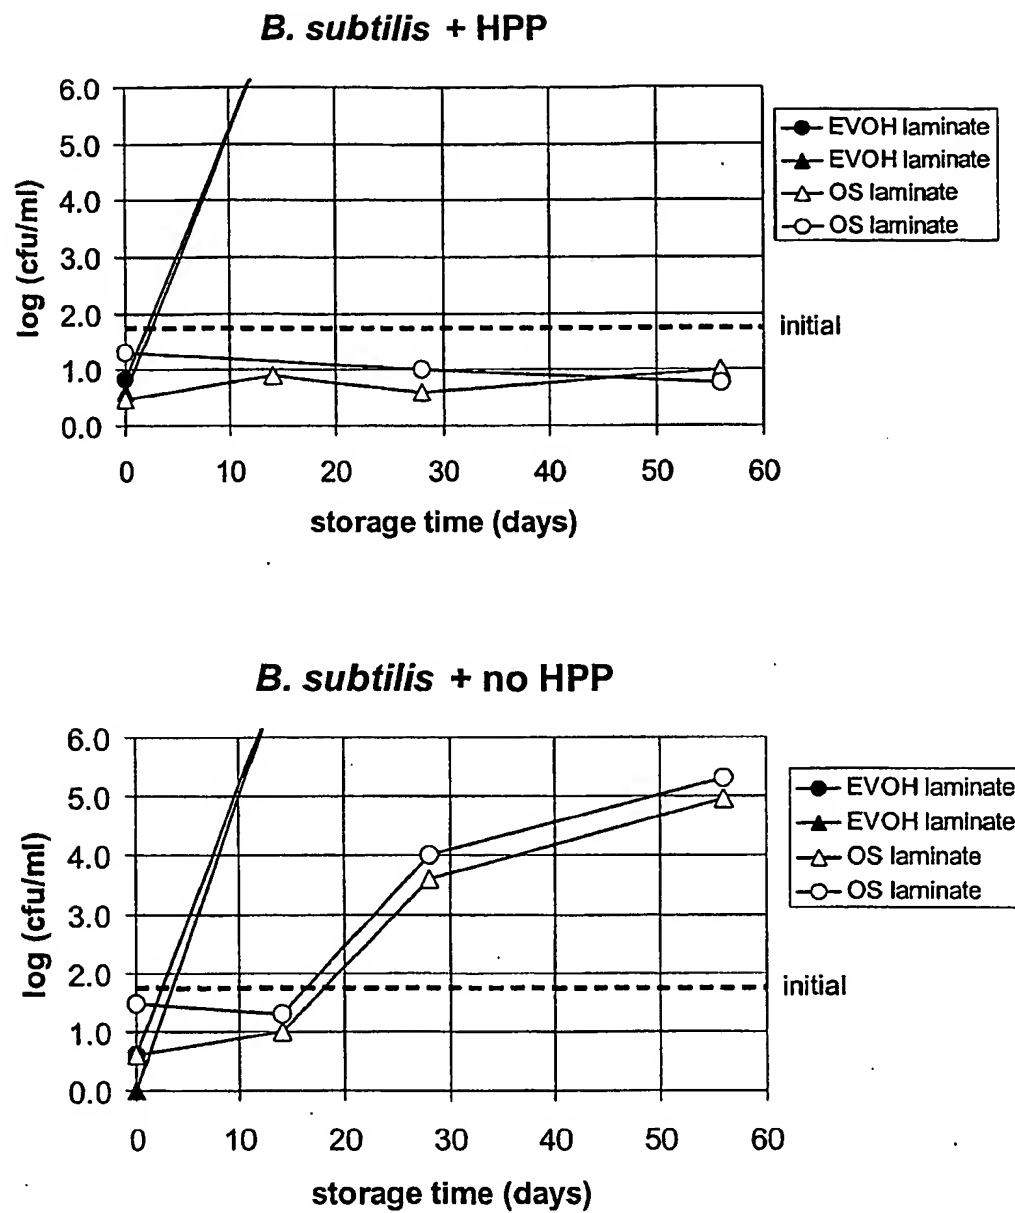 B. subtilis + HPP
6.0
5.0
4.0
3.0
2.0
1.0
0.0
log (cfu/ml)
0 10 20 30 40 50 60
storage time (days)
EVOH laminate
EVOH laminate
OS laminate
OS laminate
initial
B. subtilis + no HPP
6.0
5.0
4.0
3.0
2.0
1.0
0.0
log (cfu/ml)
0 10 20 30 40 50 60
storage time (days)
EVOH laminate
EVOH laminate
OS laminate
OS laminate
initial